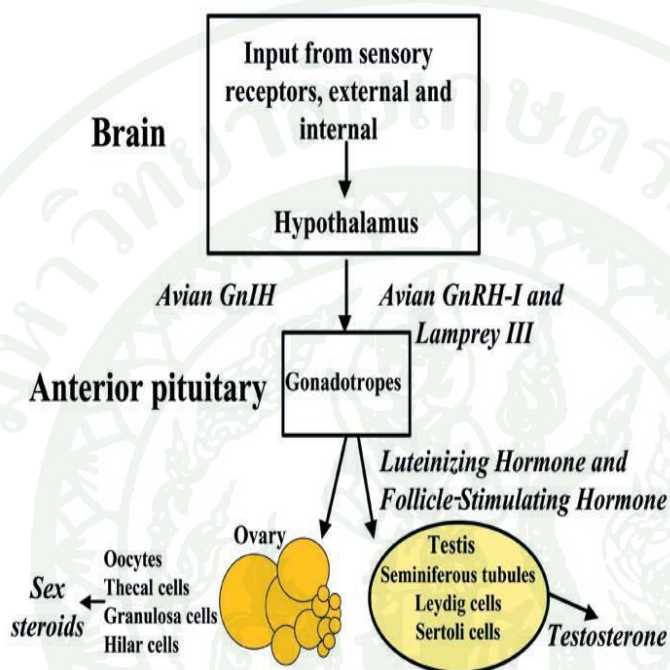 Input from sensory
receptors, external and
internal
Brain
Hypothalamus
Avian GnIH
Avian GnRH-I and
Lamprey III
Anterior pituitary
Gonadotropes
Luteinizing Hormone and
Follicle-Stimulating Hormone
Ovary
Oocytes
Thecal cells
Granulosa cells
Hilar cells
Sex
steroids
Testis
Seminiferous tubules
Leydig cells
Sertoli cells
Testosterone